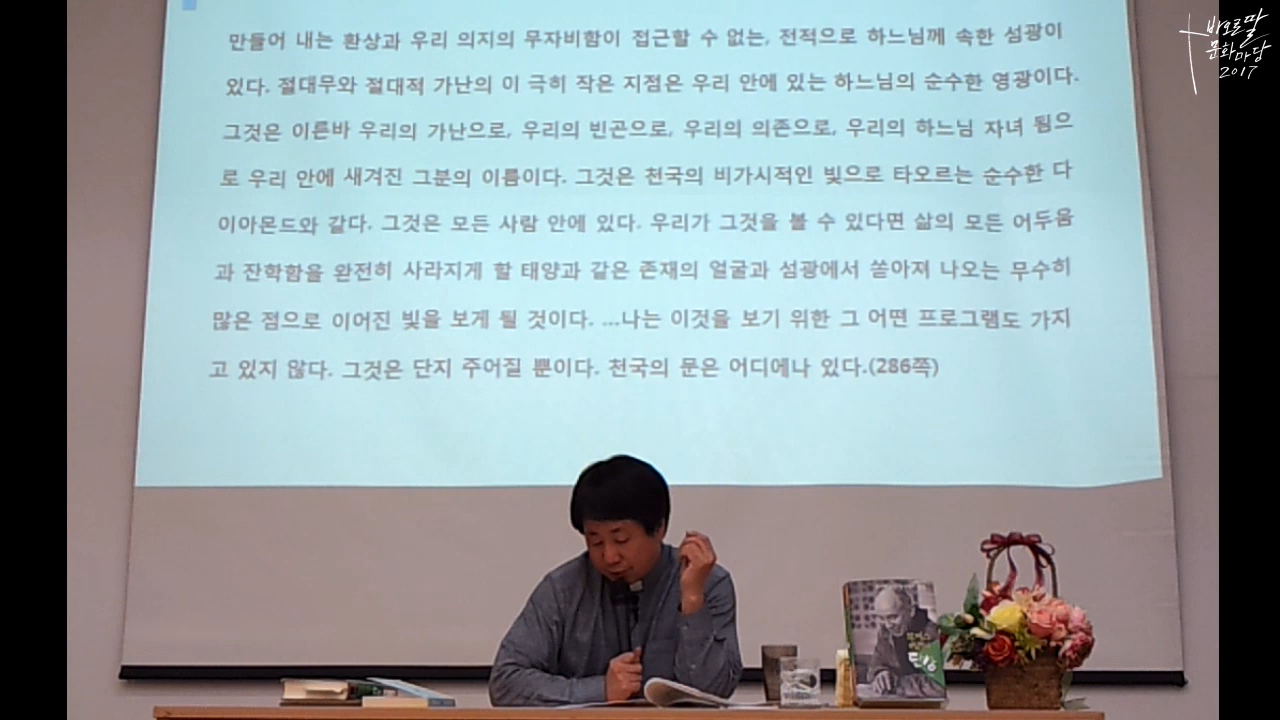 만들어 내는 환상과 우리 의지의 무자비함이 접근할 수 없는, 전적으로 하느님께 속한 섬광이
있다. 절대무와 절대적 가난의 이 극히 작은 지점은 우리 안에 있는 하느님의 순수한 영광이다.
그것은 이른바 우리의 가난으로, 우리의 빈곤으로, 우리의 의존으로, 우리의 하느님 자녀 됨으
로 우리 안에 새겨진 그분의 이름이다. 그것은 천국의 비가시적인 빛으로 타오르는 순수한 다
이아몬드와 같다. 그것은 모든 사람 안에 있다. 우리가 그것을 볼 수 있다면 삶의 모든 어두움
과 잔학함을 완전히 사라지게 할 태양과 같은 존재의 얼굴과 섬광에서 쏟아져 나오는 무수히
많은 점으로 이어진 빛을 보게 될 것이다. ...나는 이것을 보기 위한 그 어떤 프로그램도 가지
고 있지 않다. 그것은 단지 주어질 뿐이다. 천국의 문은 어디에나 있다.(286쪽)
바오로딸
문화마당
2017